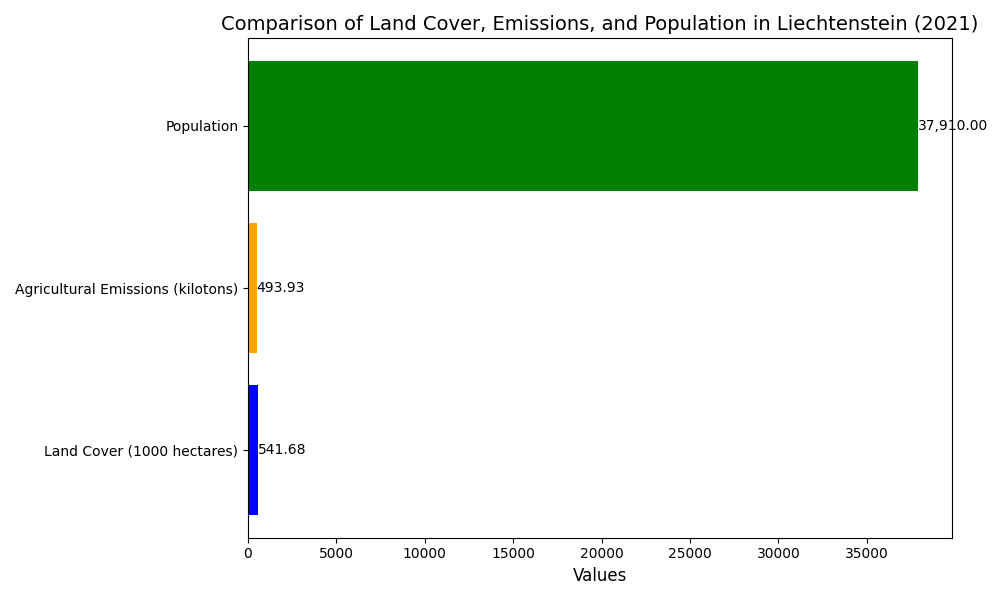 Comparison of Land Cover, Emissions, and Population in Liechtenstein (2021)
Population
37,910.00
Agricultural Emissions (kilotons)
493.93
Land Cover (1000 hectares)
541.68
0 5000 10000 15000 20000 25000 30000 35000
Values